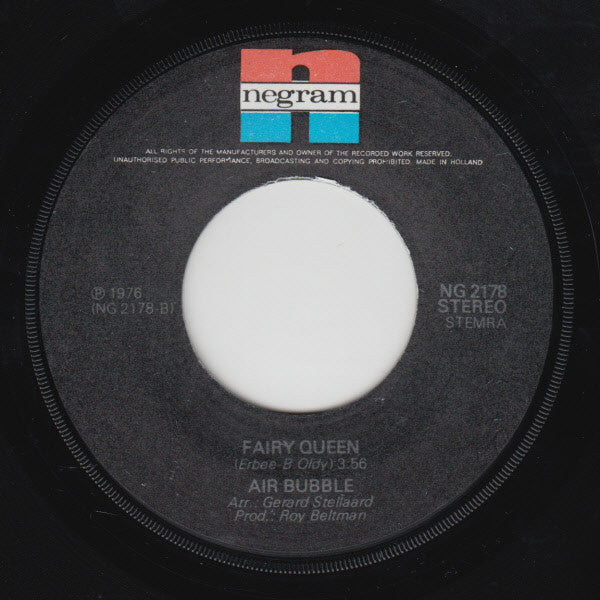 negram
ALL RIGHTS OF THE MANUFACTURERS AND OWNER OF THE RECORDED WORK RESERVED.
UNAUTHORISED PUBLIC PERFORMANCE, BROADCASTING AND COPYING PROHIBITED. MADE IN HOLLAND
℗ 1976
(NG 2178-B)
NG 2178
STEREO
STEMRA
FAIRY QUEEN
(Erbee-B.Oldy) 3:56
AIR BUBBLE
Arr.: Gerard Stellaard
Prod.: Roy Beltman